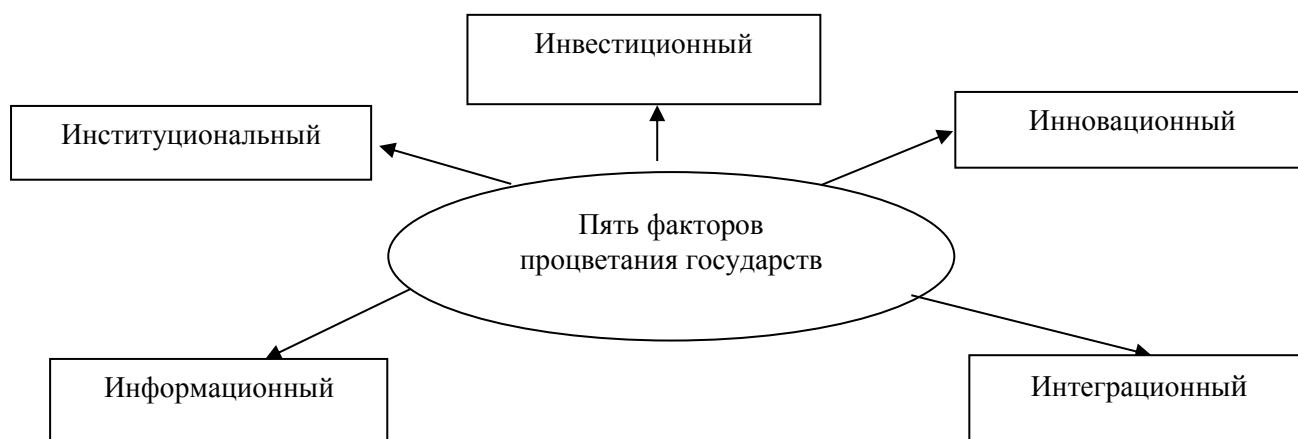 Инвестиционный
Институциональный
Инновационный
Пять факторов
процветания государств
Информационный
Интеграционный